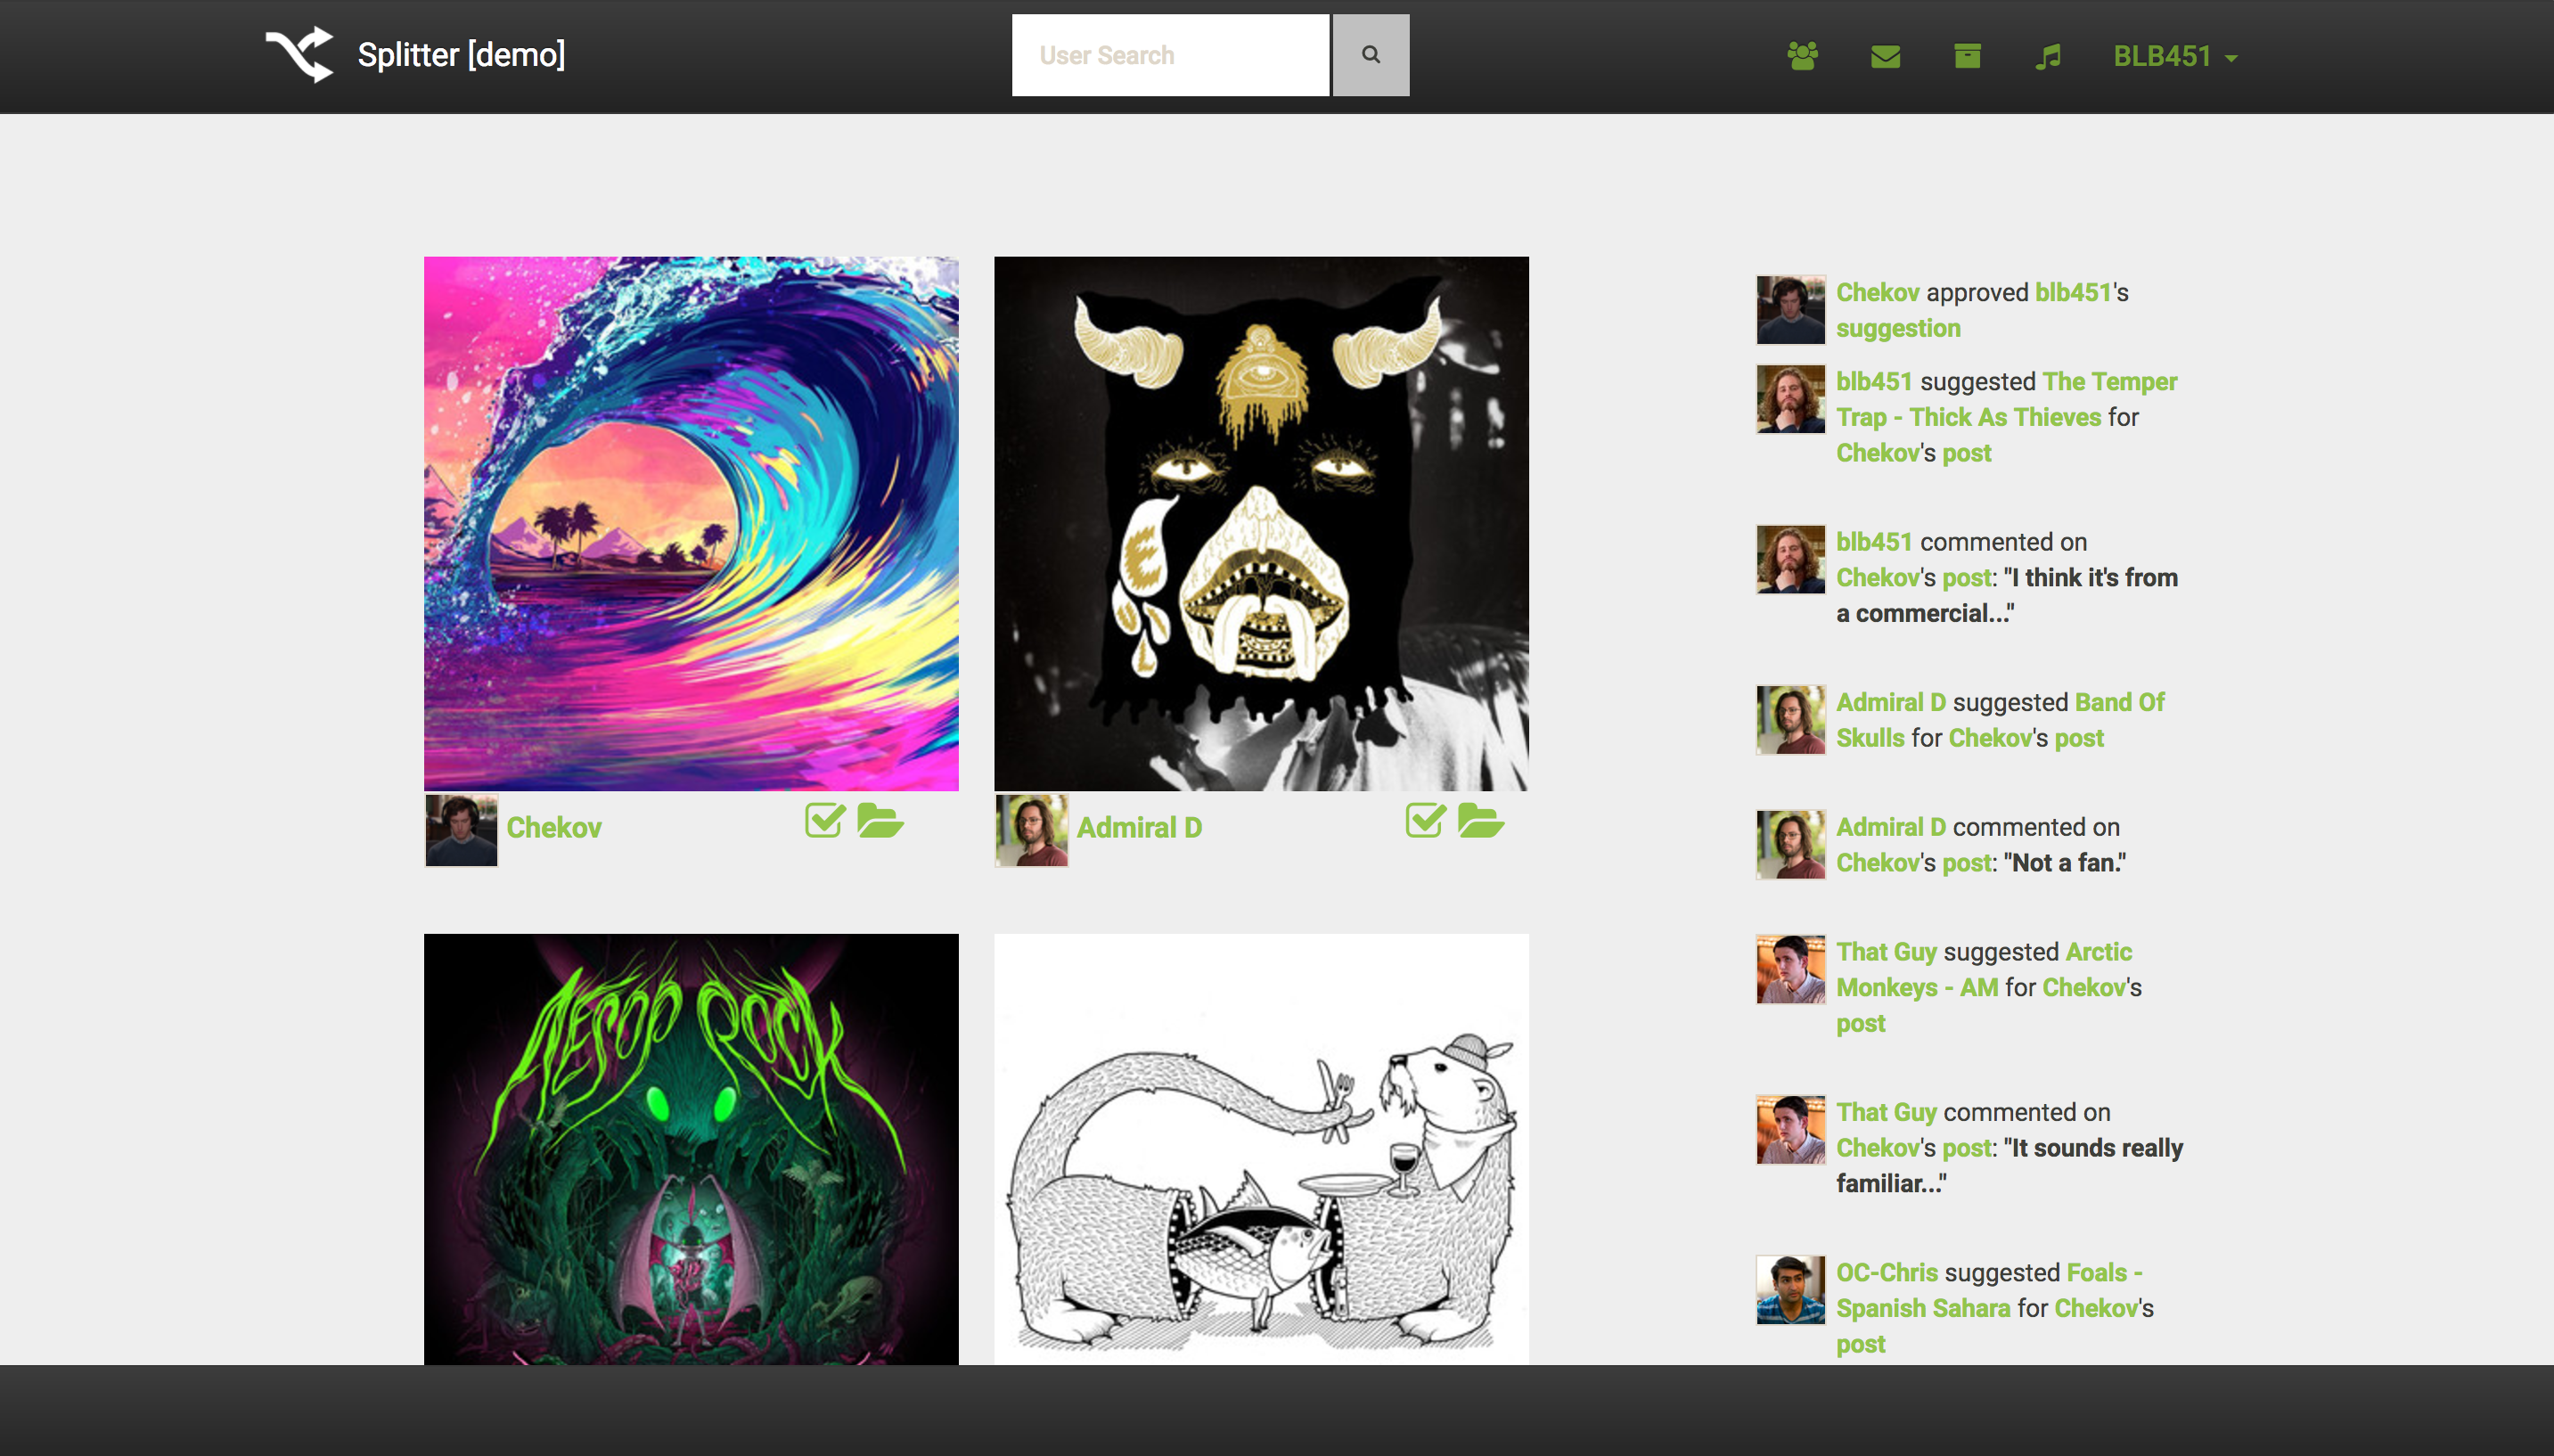 Splitter [demo]
User Search
BLB451
Chekov
Admiral D
AESOP ROCK
Chekov approved blb451's
suggestion
blb451 suggested The Temper
Trap - Thick As Thieves for
Chekov's post
blb451 commented on
Chekov's post: "I think it's from
a commercial..."
Admiral D suggested Band Of
Skulls for Chekov's post
Admiral D commented on
Chekov's post: "Not a fan."
That Guy suggested Arctic
Monkeys - AM for Chekov's
post
That Guy commented on
Chekov's post: "It sounds really
familiar..."
OC-Chris suggested Foals -
Spanish Sahara for Chekov's
post